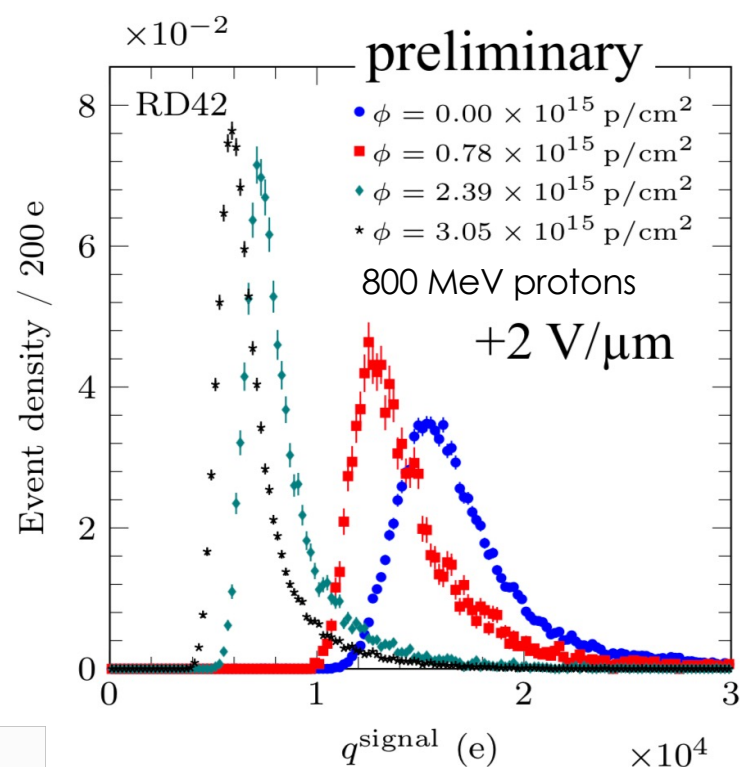 ×10⁻²
preliminary
RD42
ϕ = 0.00 × 10¹⁵ p/cm²
ϕ = 0.78 × 10¹⁵ p/cm²
ϕ = 2.39 × 10¹⁵ p/cm²
ϕ = 3.05 × 10¹⁵ p/cm²
800 MeV protons
+2 V/μm
Event density / 200 e
8
6
4
2
0
0 1 2 3
q^signal (e)
×10⁴